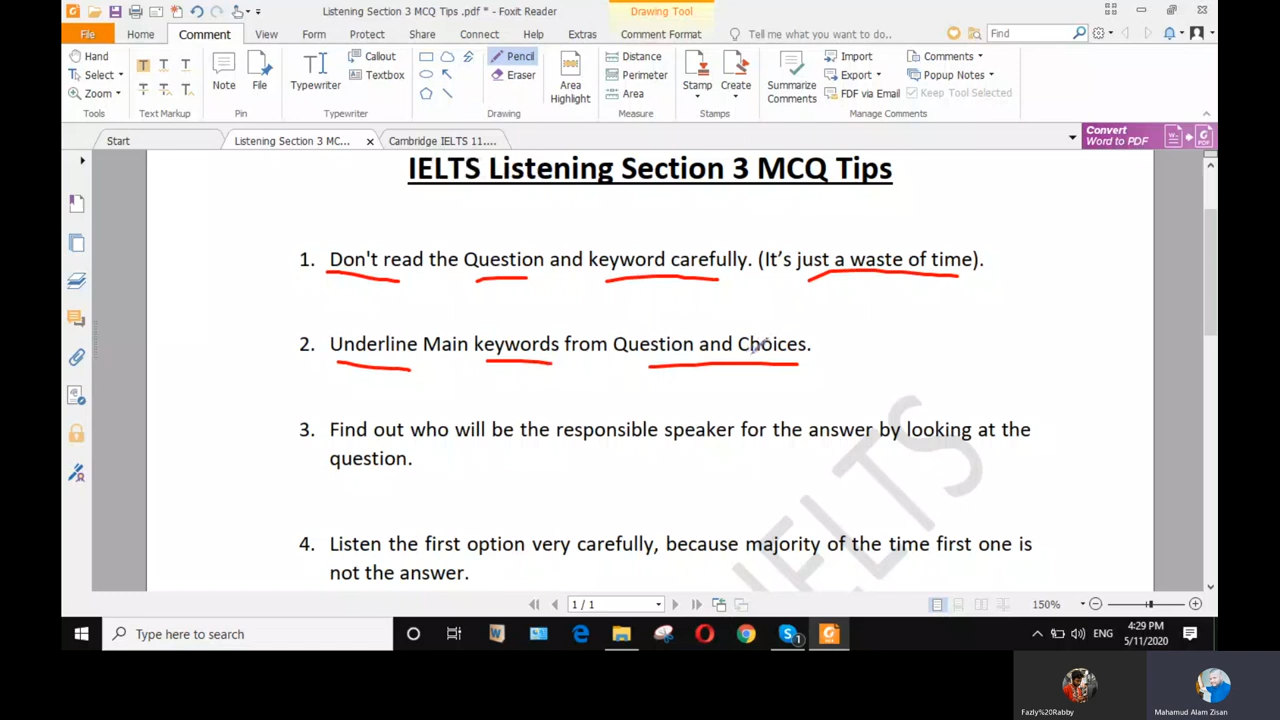 Listening Section 3 MCQ Tips .pdf * - Foxit Reader
Drawing Tool
File
Home
Comment
View
Form
Protect
Share
Connect
Help
Extras
Comment Format
Tell me what you want to do..
Find
Hand
Select
Zoom
Tools
T T T
T T T
Text Markup
Note
File
Pin
Typewriter
Callout
Textbox
Typewriter
Pencil
Eraser
Drawing
Area
Highlight
Distance
Perimeter
Area
Measure
Stamp
Create
Stamps
Summarize
Comments
Import
Export
FDF via Email
Comments
Popup Notes
Keep Tool Selected
Manage Comments
Start
Listening Section 3 MC...
Cambridge IELTS 11....
Convert
Word to PDF
IELTS Listening Section 3 MCQ Tips
1. Don't read the Question and keyword carefully. (It's just a waste of time).
2. Underline Main keywords from Question and Choices.
3. Find out who will be the responsible speaker for the answer by looking at the
question.
4. Listen the first option very carefully, because majority of the time first one is
not the answer.
IELTS
1 / 1
150%
Type here to search
1
ENG
4:29 PM
5/11/2020
Fazly%20Rabby
Mahamud Alam Zisan